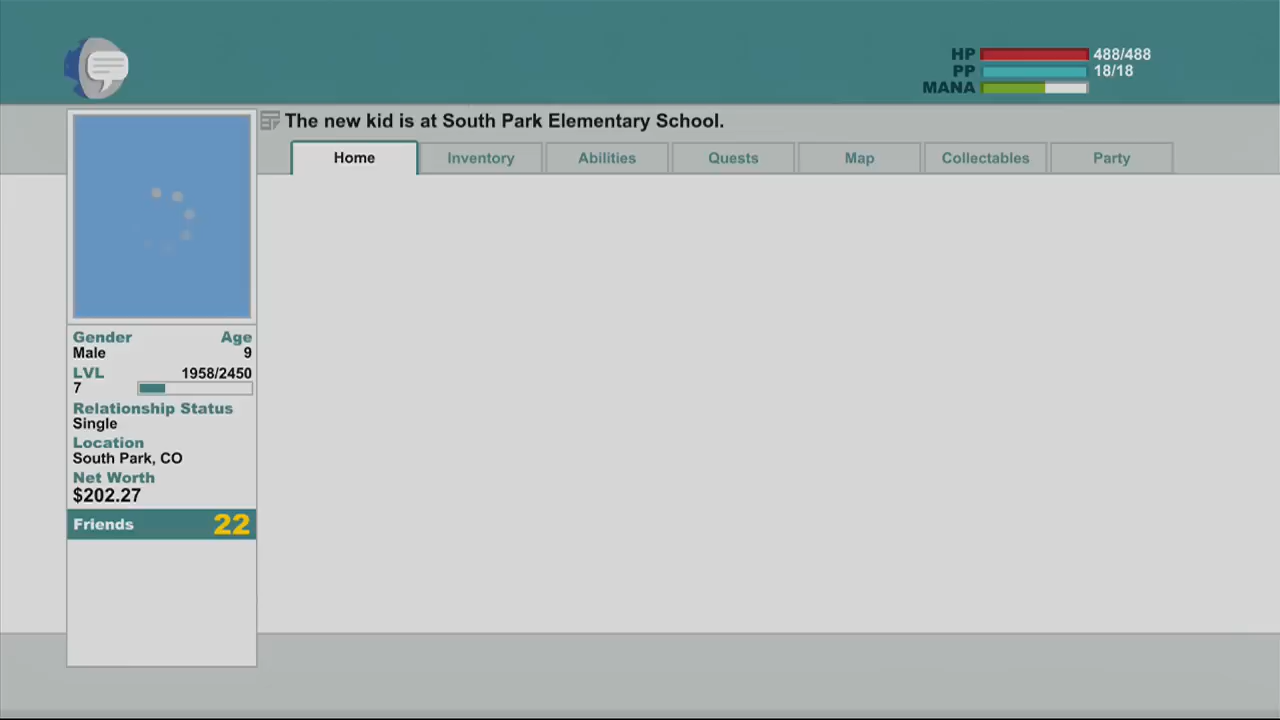 HP 488/488
PP 18/18
MANA
The new kid is at South Park Elementary School.
Home Inventory Abilities Quests Map Collectables Party
Gender Age
Male 9
LVL 1958/2450
7
Relationship Status
Single
Location
South Park, CO
Net Worth
$202.27
Friends 22